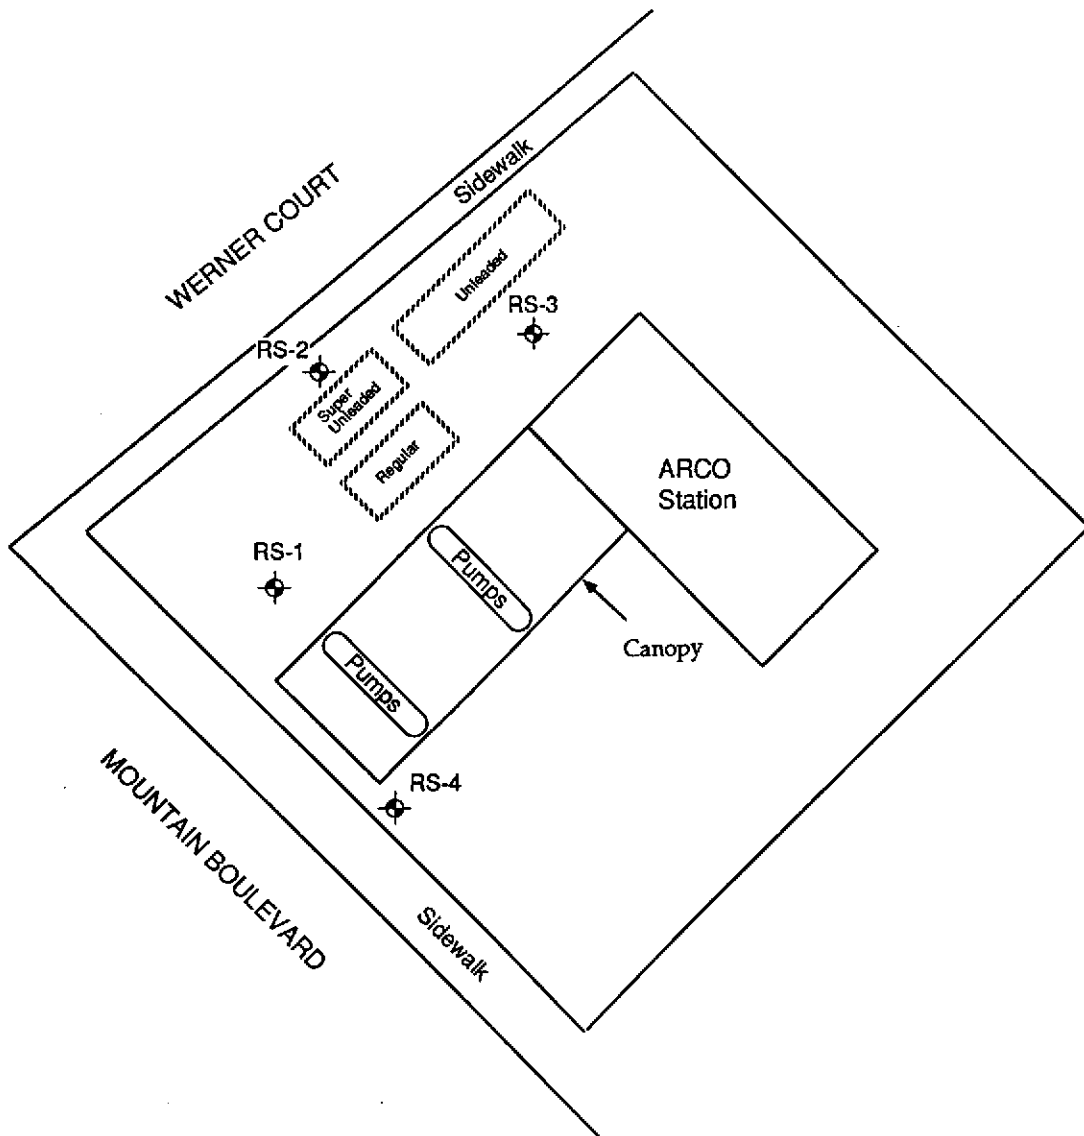 WERNER COURT
Sidewalk
Unleaded
RS-3
RS-2
Super
Unleaded
Regular
ARCO
Station
RS-1
Pumps
Pumps
Canopy
RS-4
MOUNTAIN BOULEVARD
Sidewalk